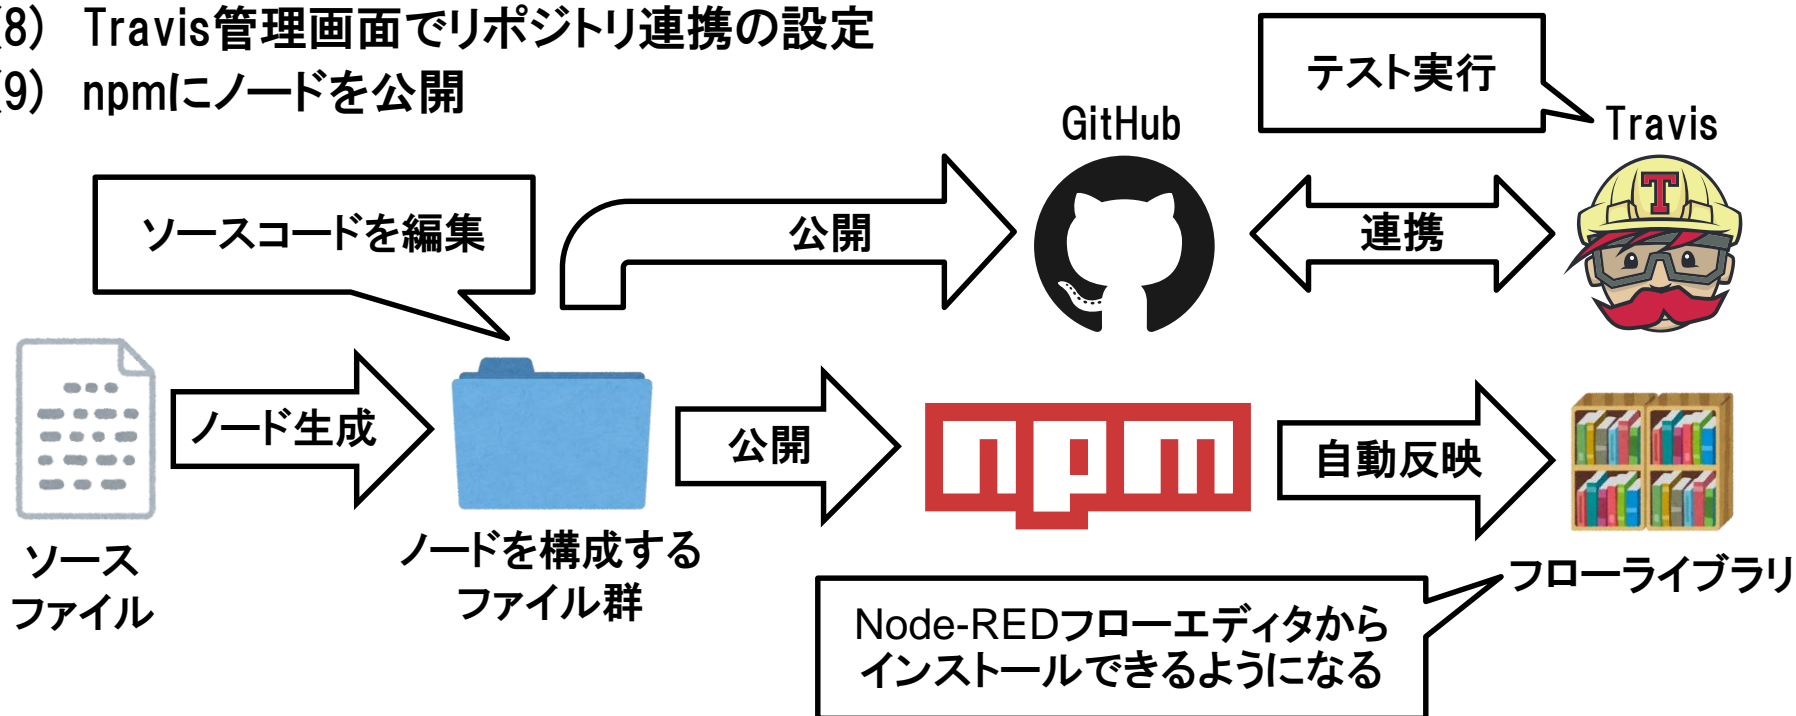 (8) Travis管理画面でリポジトリ連携の設定
(9) npmにノードを公開
テスト実行
GitHub
Travis
ソースコードを編集
公開
連携
T
ノード生成
公開
npm
自動反映
ソース
ファイル
ノードを構成する
ファイル群
フローライブラリ
Node-REDフローエディタから
インストールできるようになる